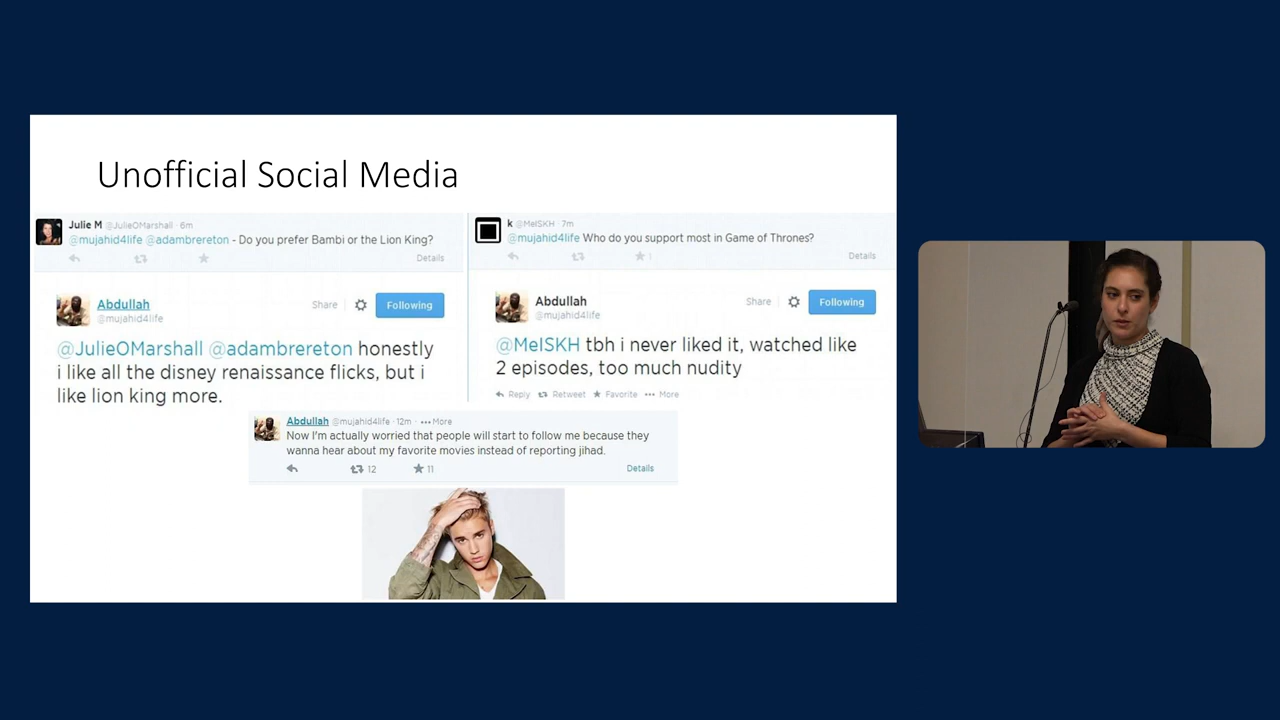 Unofficial Social Media
Julie M @JulieOMarshall · 6m
@mujahid4life @adambrereton - Do you prefer Bambi or the Lion King?
Details
Abdullah
@mujahid4life
Share
Following
@JulieOMarshall @adambrereton honestly
i like all the disney renaissance flicks, but i
like lion king more.
k @MeISKH · 7m
@mujahid4life Who do you support most in Game of Thrones?
1
Details
Abdullah
@mujahid4life
Share
Following
@MeISKH tbh i never liked it, watched like
2 episodes, too much nudity
Reply Retweet Favorite ••• More
Abdullah @mujahid4life · 12m · •••More
Now I'm actually worried that people will start to follow me because they
wanna hear about my favorite movies instead of reporting jihad.
12 11
Details